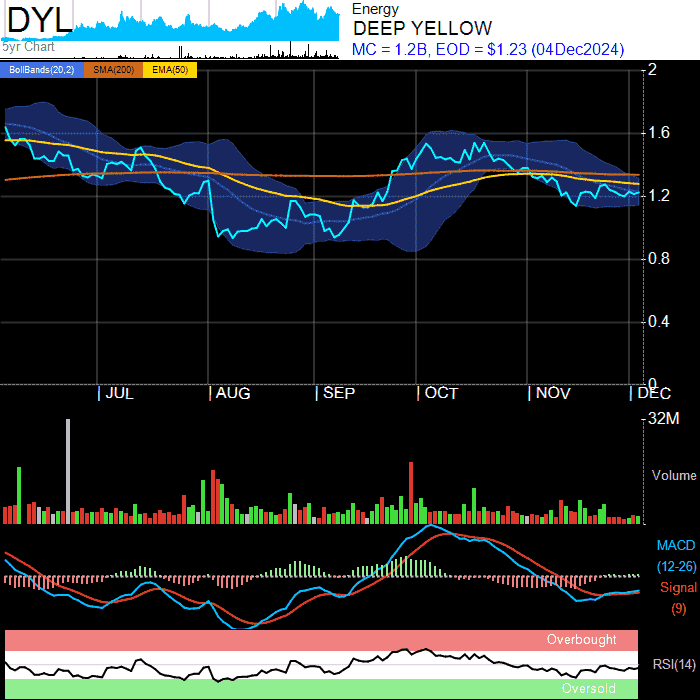 DYL
5yr Chart
Energy
DEEP YELLOW
MC = 1.2B, EOD = $1.23 (04Dec2024)
BollBands(20,2) SMA(200) EMA(50)
2
1.6
1.2
0.8
0.4
0
JUL AUG SEP OCT NOV DEC
32M
Volume
MACD
(12-26)
Signal
(9)
Overbought
RSI(14)
Oversold